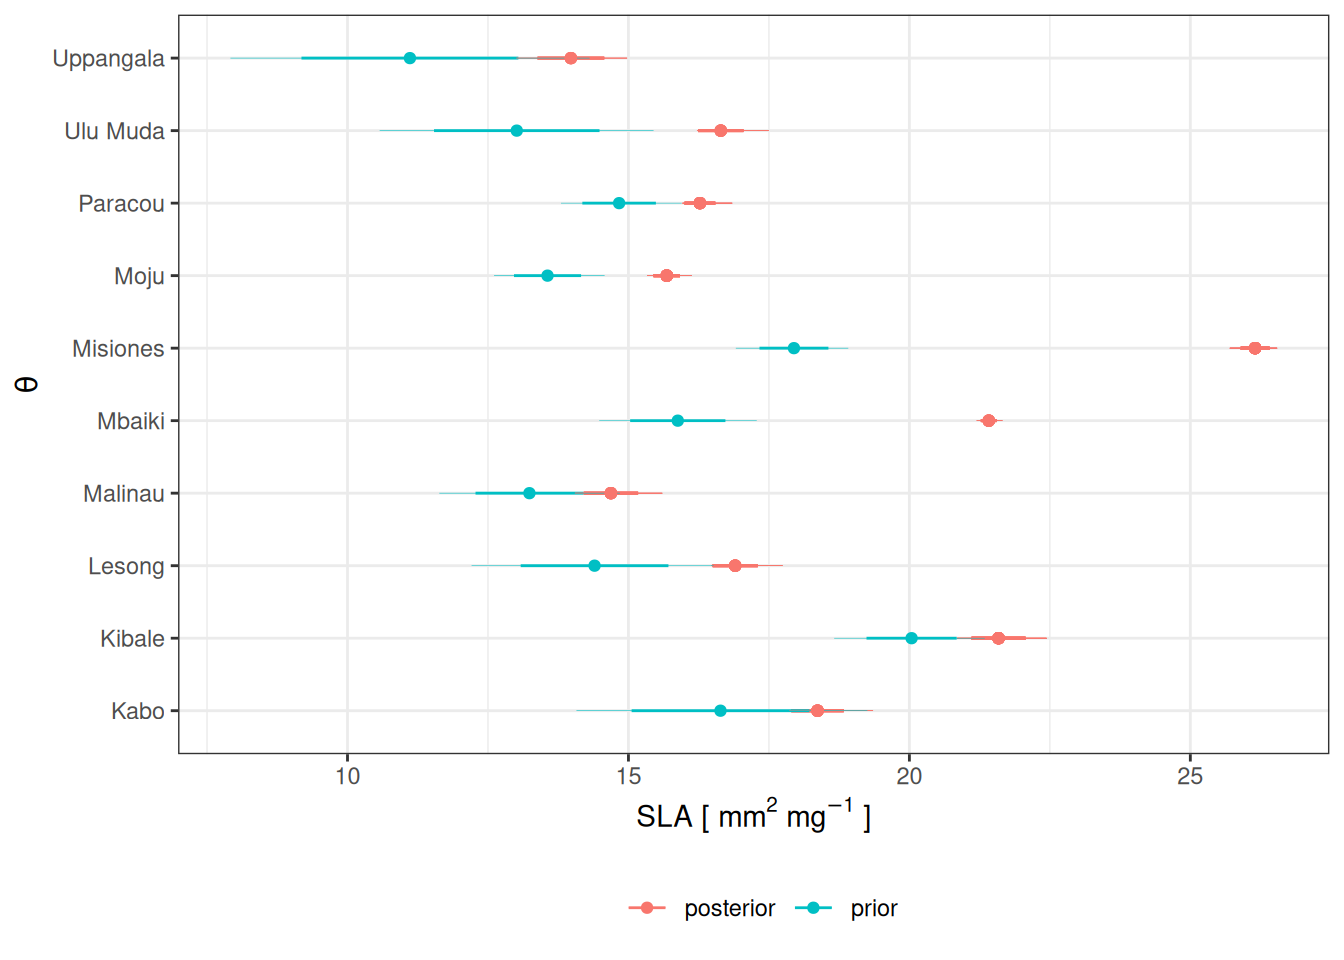 Uppangala
Ulu Muda
Paracou
Moju
Misiones
Mbaiki
Malinau
Lesong
Kibale
Kabo
θ
10 15 20 25
SLA [ mm² mg⁻¹ ]
posterior prior